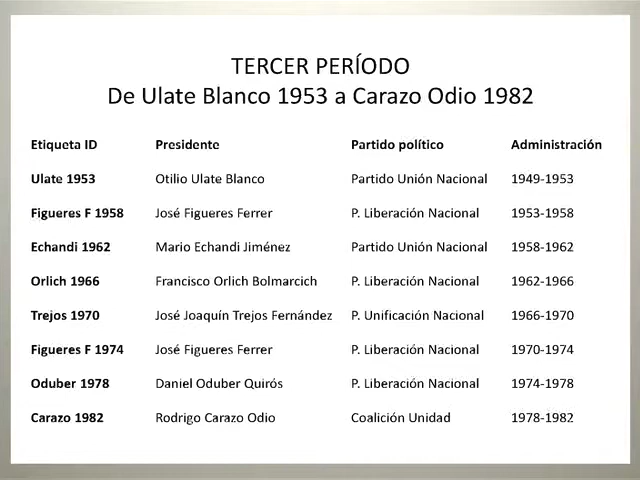 TERCER PERÍODO
De Ulate Blanco 1953 a Carazo Odio 1982
Etiqueta ID Presidente Partido político Administración
Ulate 1953 Otilio Ulate Blanco Partido Unión Nacional 1949-1953
Figueres F 1958 José Figueres Ferrer P. Liberación Nacional 1953-1958
Echandi 1962 Mario Echandi Jiménez Partido Unión Nacional 1958-1962
Orlich 1966 Francisco Orlich Bolmarcich P. Liberación Nacional 1962-1966
Trejos 1970 José Joaquín Trejos Fernández P. Unificación Nacional 1966-1970
Figueres F 1974 José Figueres Ferrer P. Liberación Nacional 1970-1974
Oduber 1978 Daniel Oduber Quirós P. Liberación Nacional 1974-1978
Carazo 1982 Rodrigo Carazo Odio Coalición Unidad 1978-1982